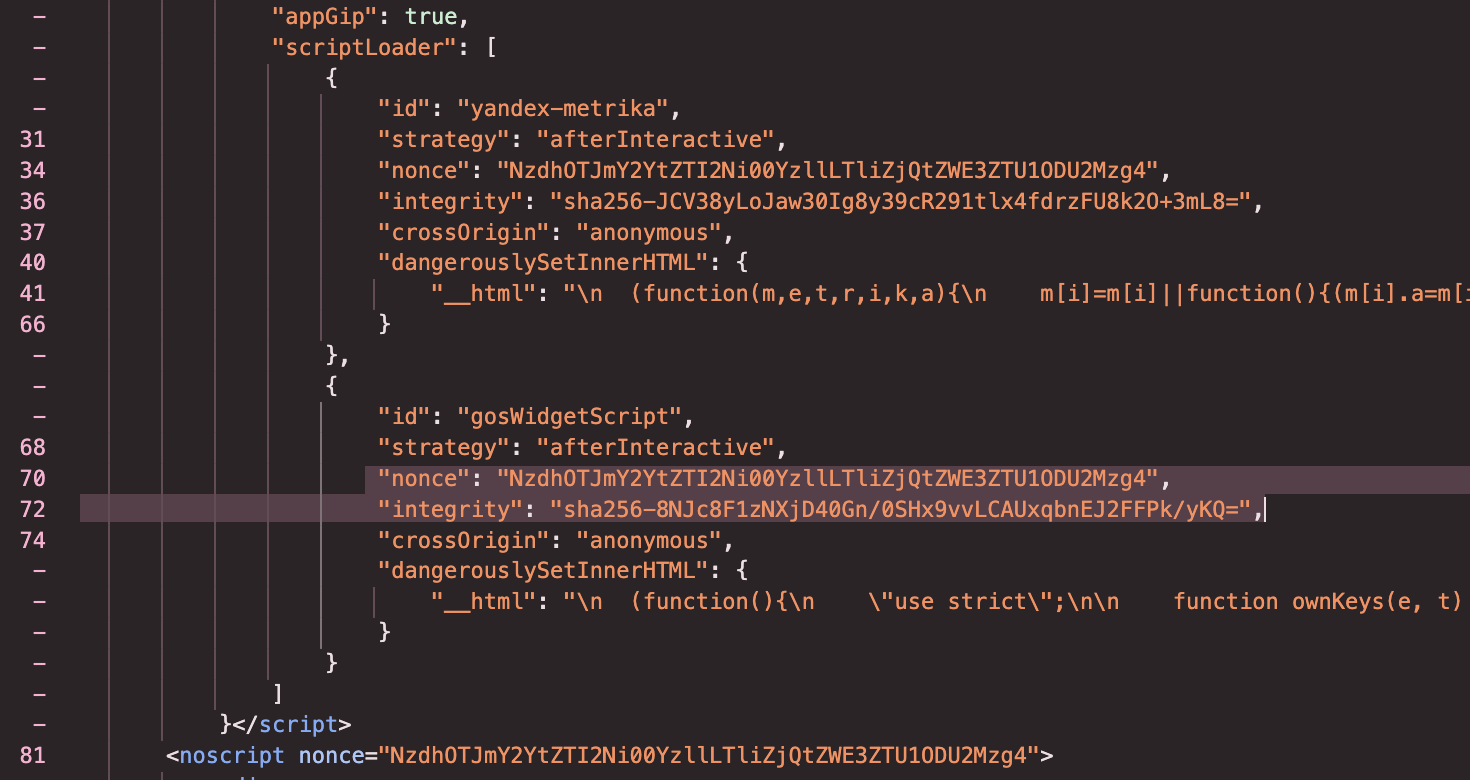 - "appGip": true,
- "scriptLoader": [
- {
- "id": "yandex-metrika",
31 "strategy": "afterInteractive",
34 "nonce": "NzdhOTJmY2YtZTI2Ni00YzllLTliZjQtZWE3ZTU1ODU2Mzg4",
36 "integrity": "sha256-JCV38yLoJaw30Ig8y39cR291tlx4fdrzFU8k2O+3mL8=",
37 "crossOrigin": "anonymous",
40 "dangerouslySetInnerHTML": {
41 "__html": "\n  (function(m,e,t,r,i,k,a){\n    m[i]=m[i]||function(){(m[i].a=m[i
66 }
- },
- {
- "id": "gosWidgetScript",
68 "strategy": "afterInteractive",
70 "nonce": "NzdhOTJmY2YtZTI2Ni00YzllLTliZjQtZWE3ZTU1ODU2Mzg4",
72 "integrity": "sha256-8NJc8F1zNXjD40Gn/0SHx9vvLCAUxqbnEJ2FFPk/yKQ=",
74 "crossOrigin": "anonymous",
- "dangerouslySetInnerHTML": {
- "__html": "\n  (function(){\n    \"use strict\";\n\n    function ownKeys(e, t)
- }
- }
- ]
- }</script>
81 <noscript nonce="NzdhOTJmY2YtZTI2Ni00YzllLTliZjQtZWE3ZTU1ODU2Mzg4">